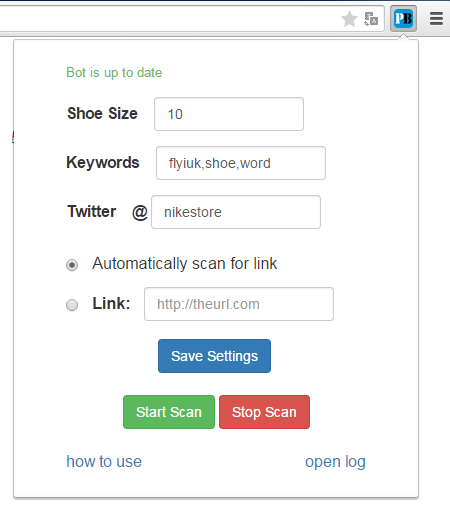 PB
Bot is up to date
Shoe Size 10
Keywords flyiuk,shoe,word
Twitter @ nikestore
Automatically scan for link
Link: http://theurl.com
Save Settings
Start Scan Stop Scan
how to use open log